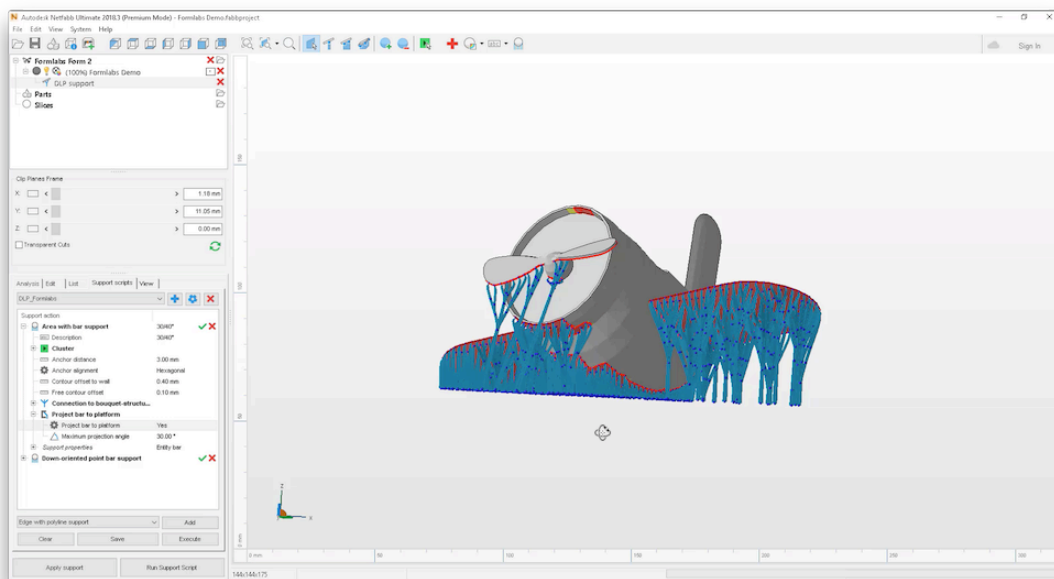 Autodesk Netfabb Ultimate 2018.3 (Premium Mode) - Formlabs Demo.fabbproject
File Edit View System Help
Sign In
Formlabs Form 2
(100%) Formlabs Demo
DLP support
Parts
Slices
Clip Planes Frame
X: 1.18 mm
Y: 11.05 mm
Z: 0.00 mm
Transparent Cuts
Analysis Edit List Support scripts View
DLP_Formlabs
Support action
Area with bar support 30/40°
Description 30/40°
Cluster
Anchor distance 3.00 mm
Anchor alignment Hexagonal
Contour offset to wall 0.40 mm
Free contour offset 0.10 mm
Connection to bouquet-structu...
Project bar to platform
Project bar to platform Yes
Maximum projection angle 30.00 °
Support properties Entity bar
Down-oriented point bar support
Edge with polyline support Add
Clear Save Execute
Apply support Run Support Script
150
100
50
0 mm
0 mm 50 100 150 200 250 300
144x144x175
z
x